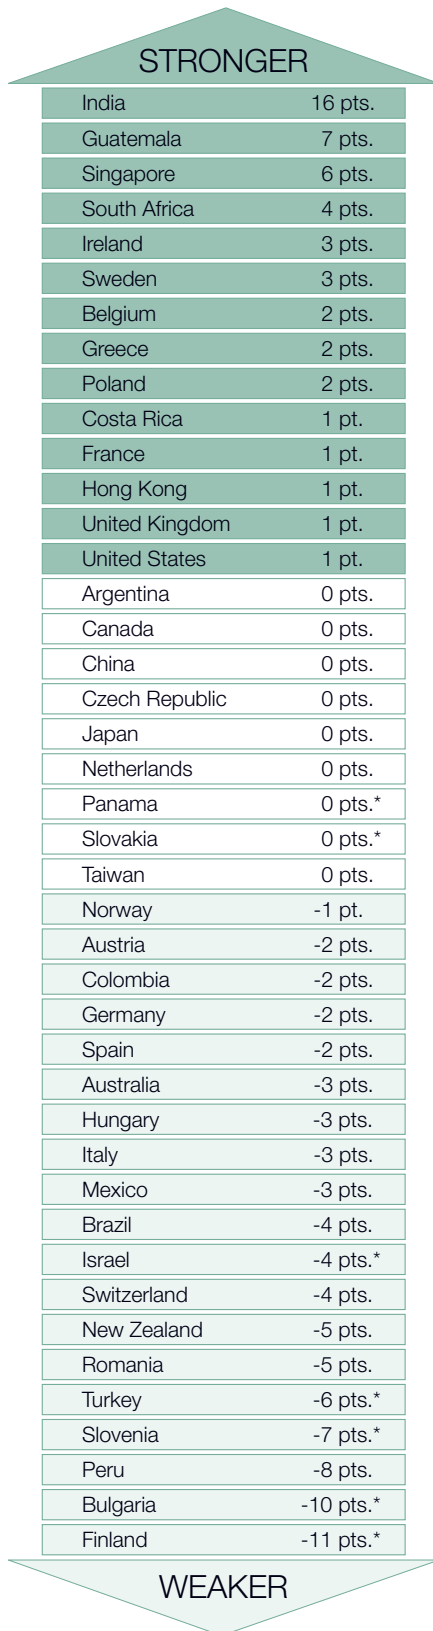 STRONGER
India 16 pts.
Guatemala 7 pts.
Singapore 6 pts.
South Africa 4 pts.
Ireland 3 pts.
Sweden 3 pts.
Belgium 2 pts.
Greece 2 pts.
Poland 2 pts.
Costa Rica 1 pt.
France 1 pt.
Hong Kong 1 pt.
United Kingdom 1 pt.
United States 1 pt.
Argentina 0 pts.
Canada 0 pts.
China 0 pts.
Czech Republic 0 pts.
Japan 0 pts.
Netherlands 0 pts.
Panama 0 pts.*
Slovakia 0 pts.*
Taiwan 0 pts.
Norway -1 pt.
Austria -2 pts.
Colombia -2 pts.
Germany -2 pts.
Spain -2 pts.
Australia -3 pts.
Hungary -3 pts.
Italy -3 pts.
Mexico -3 pts.
Brazil -4 pts.
Israel -4 pts.*
Switzerland -4 pts.
New Zealand -5 pts.
Romania -5 pts.
Turkey -6 pts.*
Slovenia -7 pts.*
Peru -8 pts.
Bulgaria -10 pts.*
Finland -11 pts.*
WEAKER